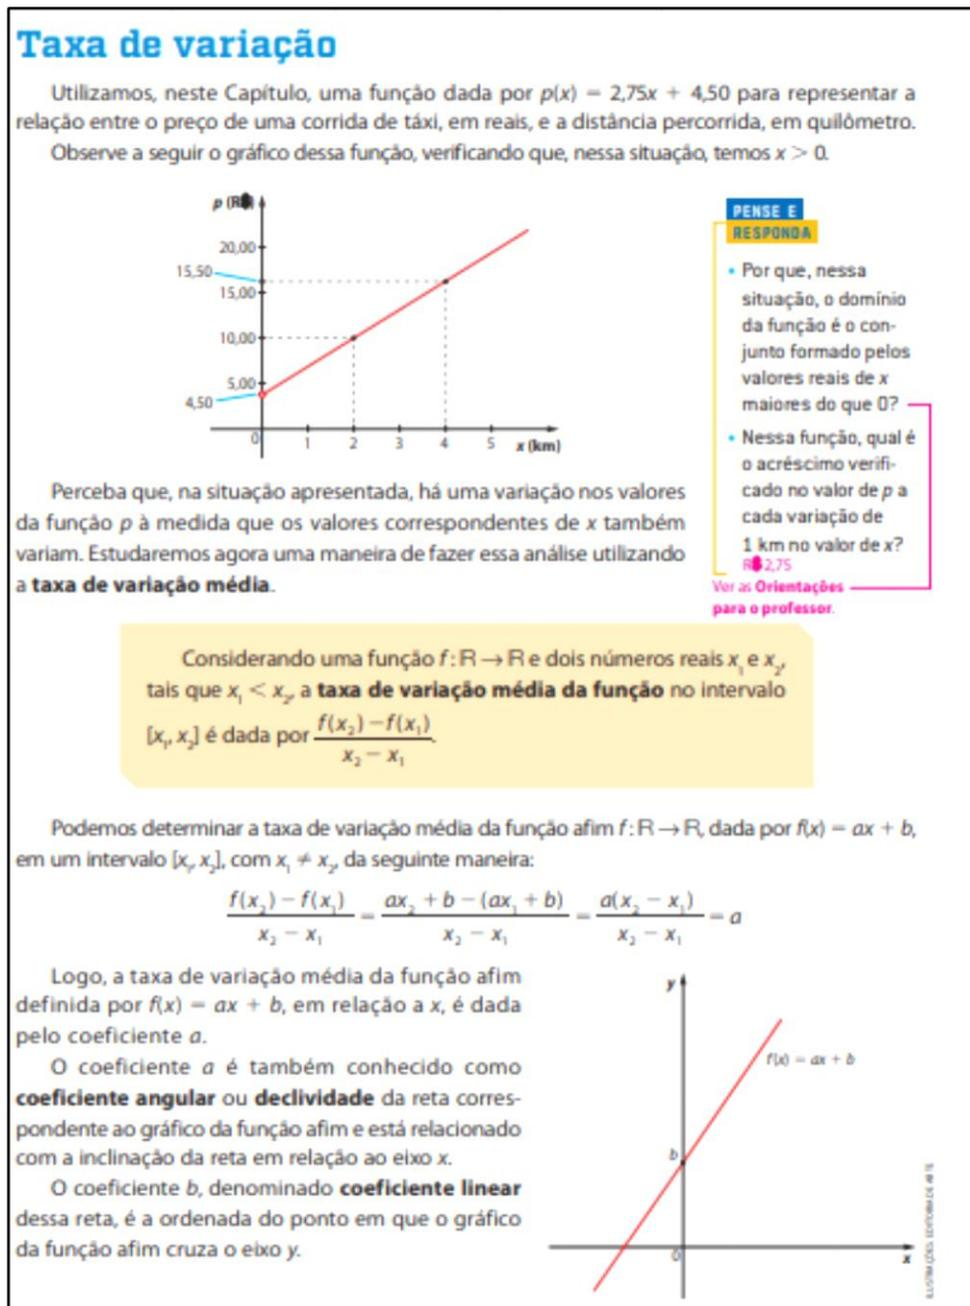 Taxa de variação
Utilizamos, neste Capítulo, uma função dada por p(x) = 2,75x + 4,50 para representar a
relação entre o preço de uma corrida de táxi, em reais, e a distância percorrida, em quilômetro.
Observe a seguir o gráfico dessa função, verificando que, nessa situação, temos x > 0.
p (R$)
20,00
15,50
15,00
10,00
5,00
4,50
0 1 2 3 4 5 x (km)
PENSE E
RESPONDA
• Por que, nessa
situação, o domínio
da função é o con-
junto formado pelos
valores reais de x
maiores do que 0?
• Nessa função, qual é
o acréscimo verifi-
cado no valor de p a
cada variação de
1 km no valor de x?
R$ 2,75
Ver as Orientações
para o professor.
Perceba que, na situação apresentada, há uma variação nos valores
da função p à medida que os valores correspondentes de x também
variam. Estudaremos agora uma maneira de fazer essa análise utilizando
a taxa de variação média.
Considerando uma função f: ℝ → ℝ e dois números reais x₁ e x₂,
tais que x₁ < x₂, a taxa de variação média da função no intervalo
[x₁, x₂] é dada por f(x₂) − f(x₁) / x₂ − x₁.
Podemos determinar a taxa de variação média da função afim f: ℝ → ℝ, dada por f(x) = ax + b,
em um intervalo [x₁, x₂], com x₁ ≠ x₂, da seguinte maneira:
f(x₂) − f(x₁) / x₂ − x₁ = ax₂ + b − (ax₁ + b) / x₂ − x₁ = a(x₂ − x₁) / x₂ − x₁ = a
Logo, a taxa de variação média da função afim
definida por f(x) = ax + b, em relação a x, é dada
pelo coeficiente a.
O coeficiente a é também conhecido como
coeficiente angular ou declividade da reta corres-
pondente ao gráfico da função afim e está relacionado
com a inclinação da reta em relação ao eixo x.
O coeficiente b, denominado coeficiente linear
dessa reta, é a ordenada do ponto em que o gráfico
da função afim cruza o eixo y.
y
f(x) = ax + b
b
0
x
ILUSTRAÇÕES: EDITORIA DE ARTE